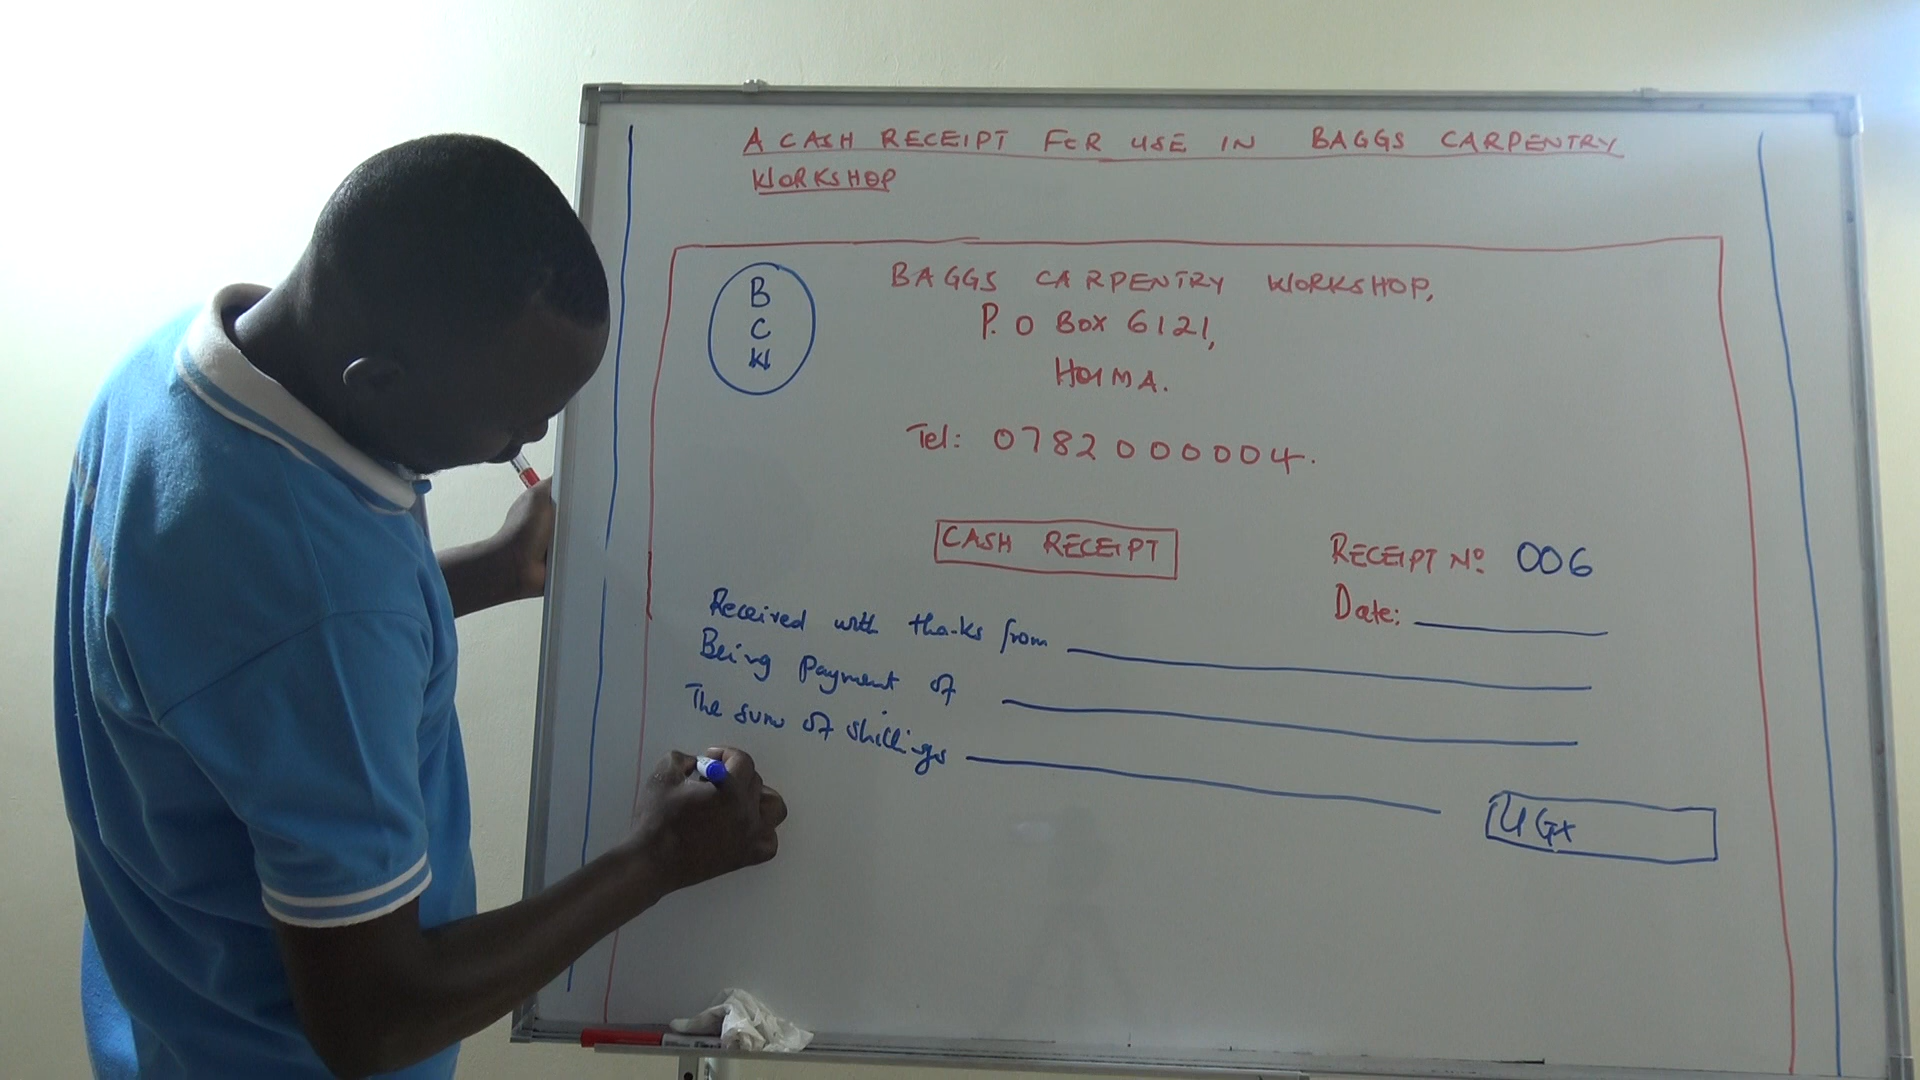 A CASH RECEIPT FOR USE IN BAGGS CARPENTRY
WORKSHOP
B
C
W
BAGGS CARPENTRY WORKSHOP,
P.O BOX 6121,
HOIMA.
Tel: 0782000004.
CASH RECEIPT
RECEIPT No 006
Date:
Received with thanks from
Being payment of
The sum of shillings
UGX